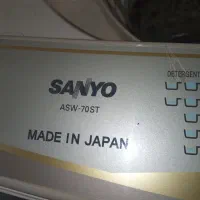 DETERGENT
SANYO
ASW-70ST
MADE IN JAPAN